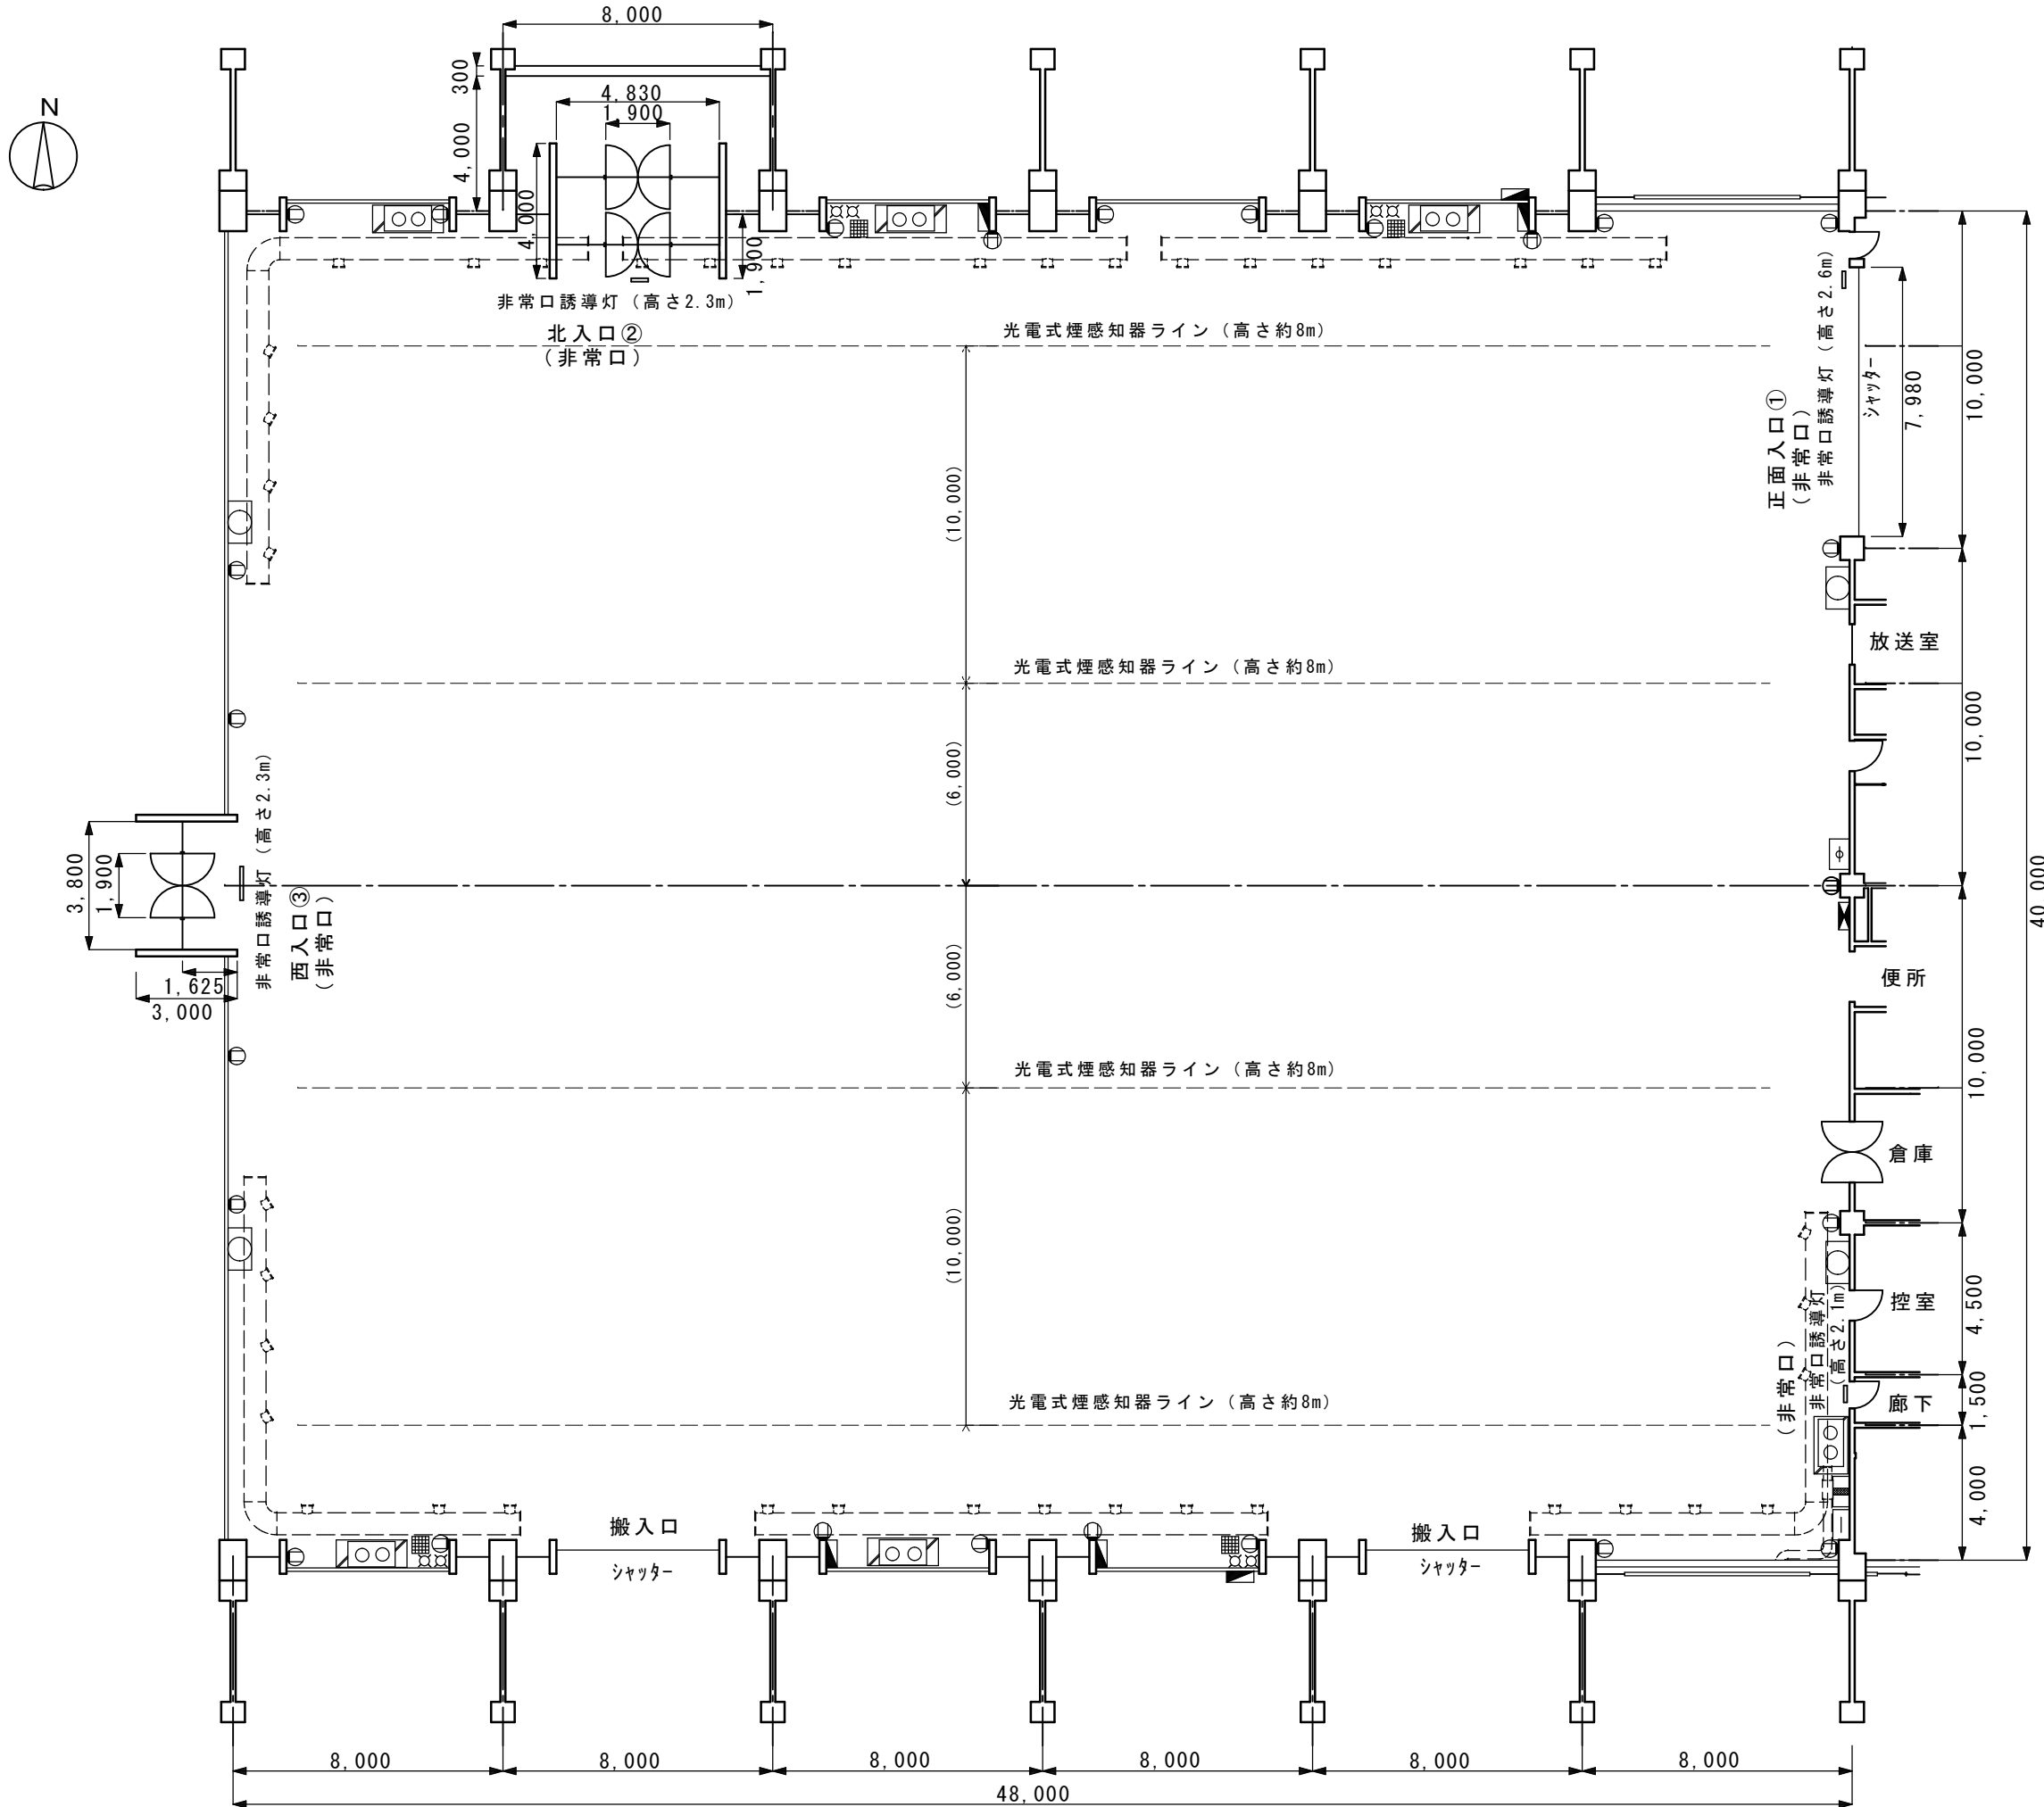 8,000
N
300
4,830
1,900
4,000
4,000
1,900
非常口誘導灯（高さ2.3m）
北入口②
（非常口）
光電式煙感知器ライン（高さ約8m）
正面入口①
（非常口）
非常口誘導灯（高さ2.6m）
シャッター
7,980
10,000
(10,000)
光電式煙感知器ライン（高さ約8m）
放送室
10,000
(6,000)
非常口誘導灯（高さ2.3m）
3,800
1,900
西入口③
（非常口）
1,625
3,000
40,000
(6,000)
便所
10,000
光電式煙感知器ライン（高さ約8m）
倉庫
(10,000)
控室
4,500
（非常口）
非常口誘導灯
（高さ2.1m）
光電式煙感知器ライン（高さ約8m）
廊下
1,500
4,000
搬入口
シャッター
搬入口
シャッター
8,000
8,000
8,000
8,000
8,000
8,000
48,000